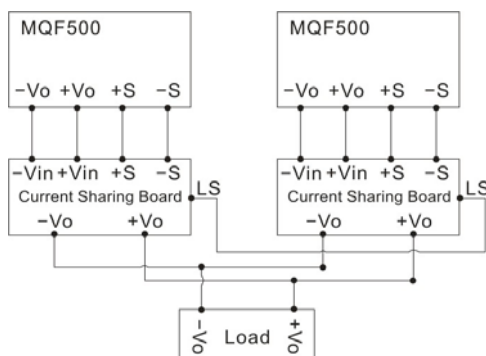 MQF500 MQF500
−Vo +Vo +S −S −Vo +Vo +S −S
−Vin +Vin +S −S −Vin +Vin +S −S
Current Sharing Board LS Current Sharing Board LS
−Vo +Vo −Vo +Vo
−Vo Load +Vo